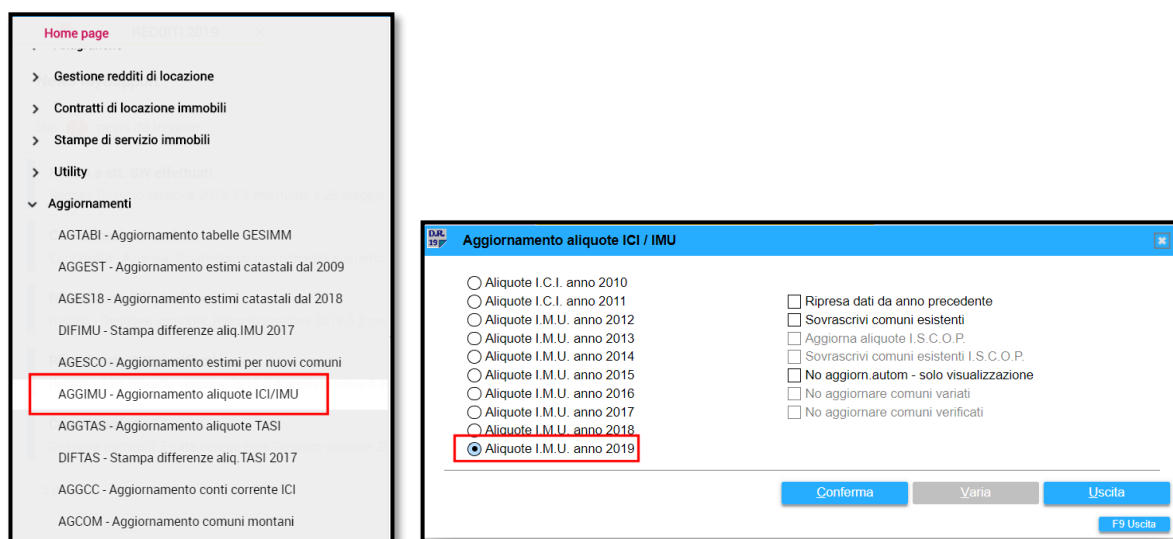 Home page
REDDITI 2019
Gestione redditi di locazione
Contratti di locazione immobili
Stampe di servizio immobili
Utility
Aggiornamenti
AGTABI - Aggiornamento tabelle GESIMM
AGGEST - Aggiornamento estimi catastali dal 2009
AGES18 - Aggiornamento estimi catastali dal 2018
DIFIMU - Stampa differenze aliq.IMU 2017
AGESCO - Aggiornamento estimi per nuovi comuni
AGGIMU - Aggiornamento aliquote ICI/IMU
AGGTAS - Aggiornamento aliquote TASI
DIFTAS - Stampa differenze aliq.TASI 2017
AGGCC - Aggiornamento conti corrente ICI
AGCOM - Aggiornamento comuni montani
D.R. 19
Aggiornamento aliquote ICI / IMU
Aliquote I.C.I. anno 2010
Aliquote I.C.I. anno 2011
Aliquote I.M.U. anno 2012
Aliquote I.M.U. anno 2013
Aliquote I.M.U. anno 2014
Aliquote I.M.U. anno 2015
Aliquote I.M.U. anno 2016
Aliquote I.M.U. anno 2017
Aliquote I.M.U. anno 2018
Aliquote I.M.U. anno 2019
Ripresa dati da anno precedente
Sovrascrivi comuni esistenti
Aggiorna aliquote I.S.C.O.P.
Sovrascrivi comuni esistenti I.S.C.O.P.
No aggiorn.autom - solo visualizzazione
No aggiornare comuni variati
No aggiornare comuni verificati
Conferma
Varia
Uscita
F9 Uscita